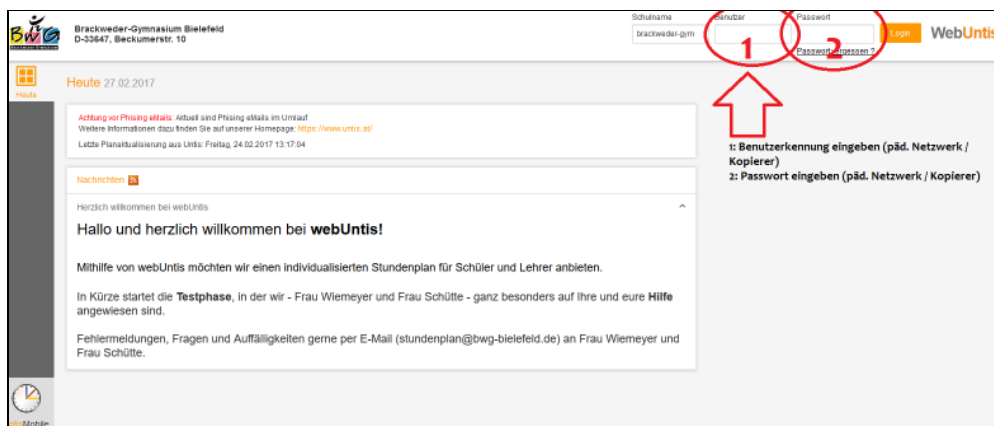 BWG
Brackweder-Gymnasium Bielefeld
D-33647, Beckumerstr. 10
Schulname
Benutzer
Passwort
brackweder-gym
Login
WebUntis
Passwort vergessen ?
1
2
Heute
Heute 27.02.2017
Achtung vor Phising eMails: Aktuell sind Phising eMails im Umlauf
Weitere Informationen dazu finden Sie auf unserer Homepage: https://www.untis.at/
Letzte Planaktualisierung aus Untis: Freitag, 24.02.2017 13:17:04
1: Benutzerkennung eingeben (päd. Netzwerk /
Kopierer)
2: Passwort eingeben (päd. Netzwerk / Kopierer)
Nachrichten
Herzlich willkommen bei webUntis
Hallo und herzlich willkommen bei webUntis!
Mithilfe von webUntis möchten wir einen individualisierten Stundenplan für Schüler und Lehrer anbieten.
In Kürze startet die Testphase, in der wir - Frau Wiemeyer und Frau Schütte - ganz besonders auf Ihre und eure Hilfe
angewiesen sind.
Fehlermeldungen, Fragen und Auffälligkeiten gerne per E-Mail (stundenplan@bwg-bielefeld.de) an Frau Wiemeyer und
Frau Schütte.